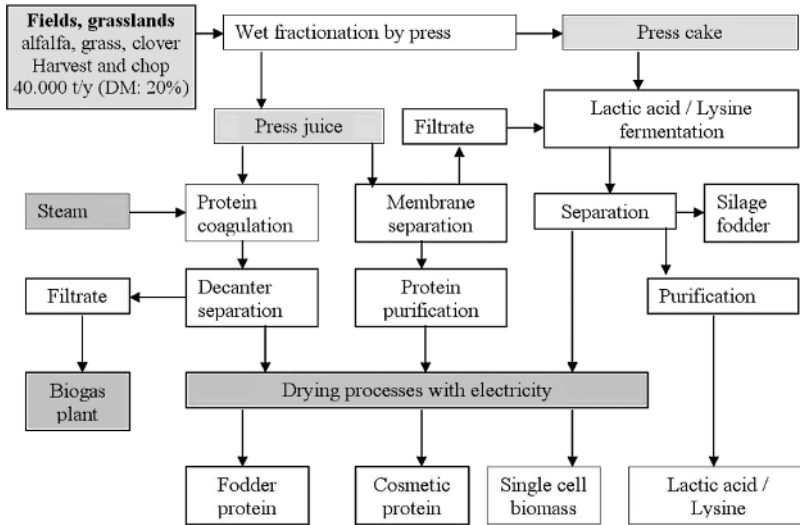 Fields, grasslands
alfalfa, grass, clover
Harvest and chop
40.000 t/y (DM: 20%)
Wet fractionation by press
Press cake
Press juice
Filtrate
Lactic acid / Lysine
fermentation
Steam
Protein
coagulation
Membrane
separation
Separation
Silage
fodder
Filtrate
Decanter
separation
Protein
purification
Purification
Biogas
plant
Drying processes with electricity
Fodder
protein
Cosmetic
protein
Single cell
biomass
Lactic acid /
Lysine